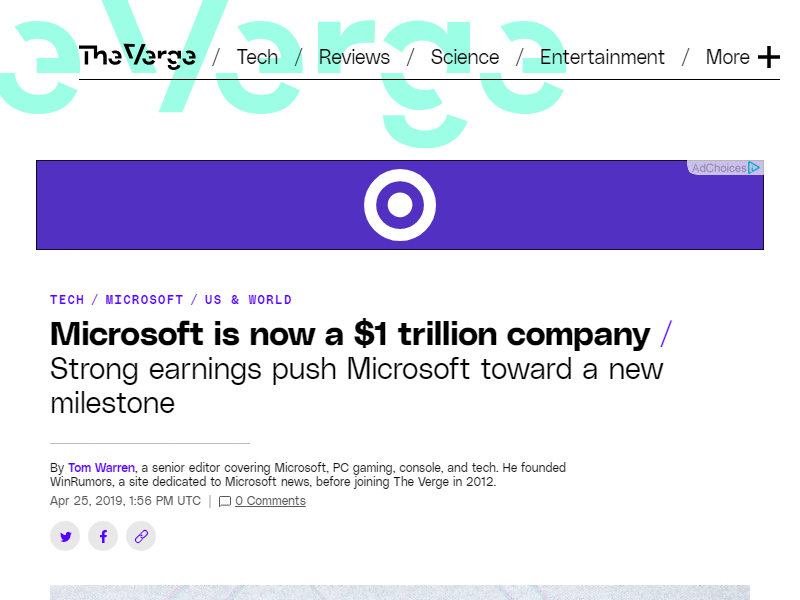 eVerge
TheVerge / Tech / Reviews / Science / Entertainment / More +
AdChoices
TECH / MICROSOFT / US & WORLD
Microsoft is now a $1 trillion company /
Strong earnings push Microsoft toward a new
milestone
By Tom Warren, a senior editor covering Microsoft, PC gaming, console, and tech. He founded
WinRumors, a site dedicated to Microsoft news, before joining The Verge in 2012.
Apr 25, 2019, 1:56 PM UTC | 0 Comments